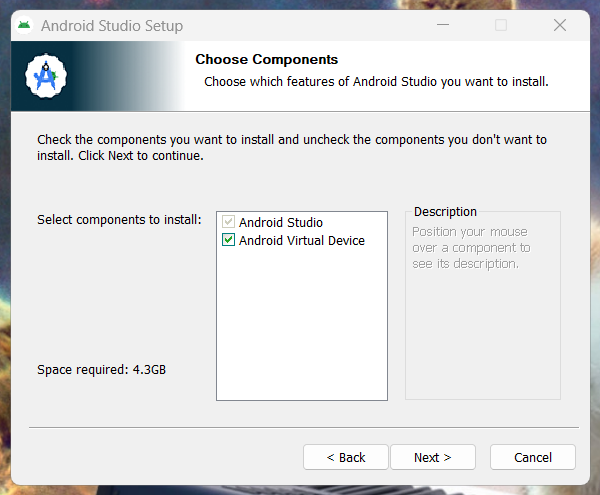 Android Studio Setup
Choose Components
Choose which features of Android Studio you want to install.
Check the components you want to install and uncheck the components you don't want to
install. Click Next to continue.
Select components to install:
Android Studio
Android Virtual Device
Description
Position your mouse
over a component to
see its description.
Space required: 4.3GB
< Back
Next >
Cancel